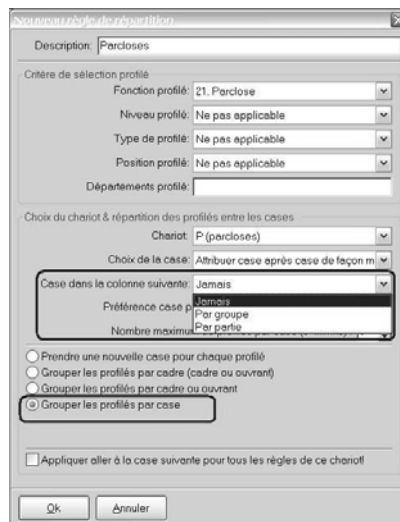 Nouveau règle de répartition
Description: Parcloses
Critère de sélection profilé
Fonction profilé: 21. Parclose
Niveau profilé: Ne pas applicable
Type de profilé: Ne pas applicable
Position profilé: Ne pas applicable
Départements profilé:
Choix du chariot & répartition des profilés entre les cases
Chariot: P (parcloses)
Choix de la case: Attribuer case après case de façon m
Case dans la colonne suivante: Jamais
Préférence case p Jamais
Par groupe
Nombre maximum Par partie
Prendre une nouvelle case pour chaque profilé
Grouper les profilés par cadre (cadre ou ouvrant)
Grouper les profilés par cadre ou ouvrant
Grouper les profilés par case
Appliquer aller à la case suivante pour tous les règles de ce chariot!
Ok Annuler